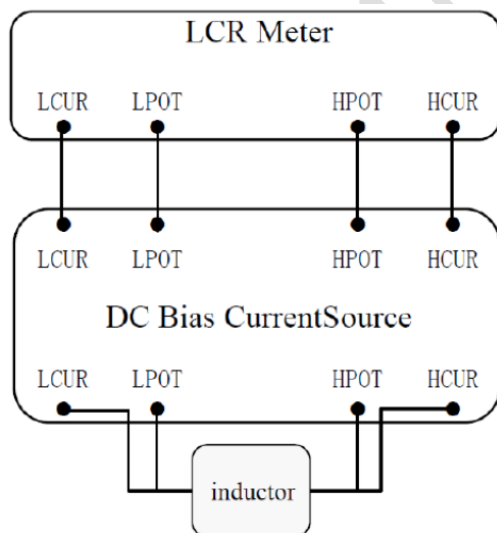 LCR Meter
LCUR LPOT HPOT HCUR
LCUR LPOT HPOT HCUR
DC Bias CurrentSource
LCUR LPOT HPOT HCUR
inductor